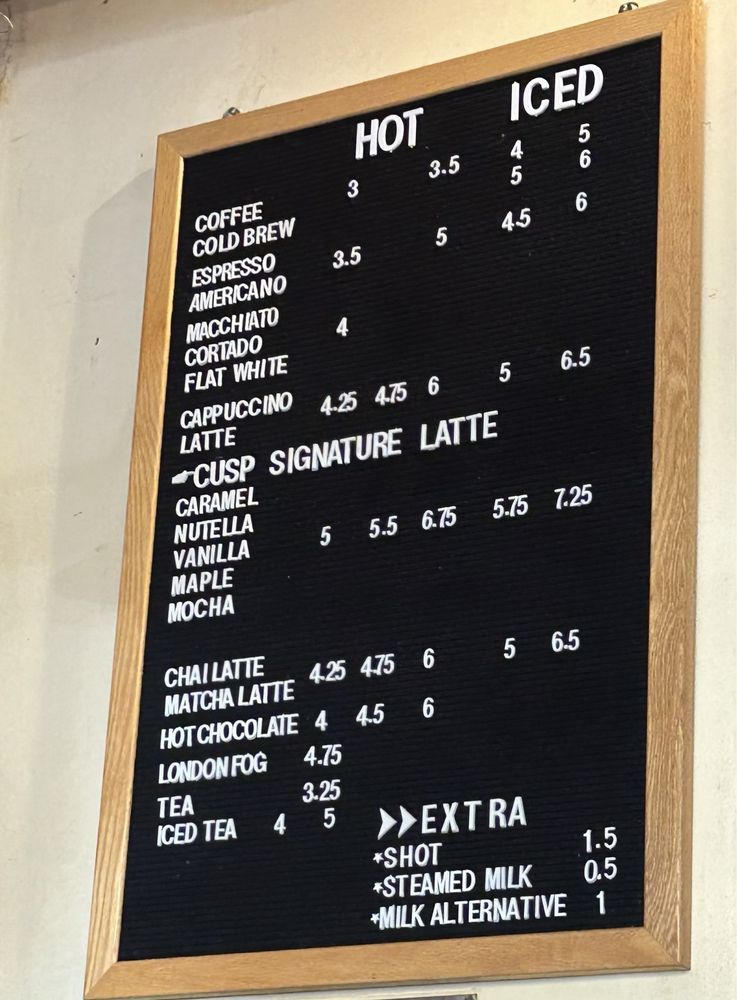 HOT ICED
COFFEE 3 3.5 4 5
COLD BREW 5 6
ESPRESSO
3.5 5 4.5 6
AMERICANO
MACCHIATO
CORTADO 4
FLAT WHITE
CAPPUCCINO
4.25 4.75 6 5 6.5
LATTE
☛CUSP SIGNATURE LATTE
CARAMEL
NUTELLA
VANILLA 5 5.5 6.75 5.75 7.25
MAPLE
MOCHA
CHAI LATTE
4.25 4.75 6 5 6.5
MATCHA LATTE
HOT CHOCOLATE 4 4.5 6
LONDON FOG 4.75
TEA 3.25
ICED TEA 4 5
➤➤EXTRA
*SHOT 1.5
*STEAMED MILK 0.5
*MILK ALTERNATIVE 1